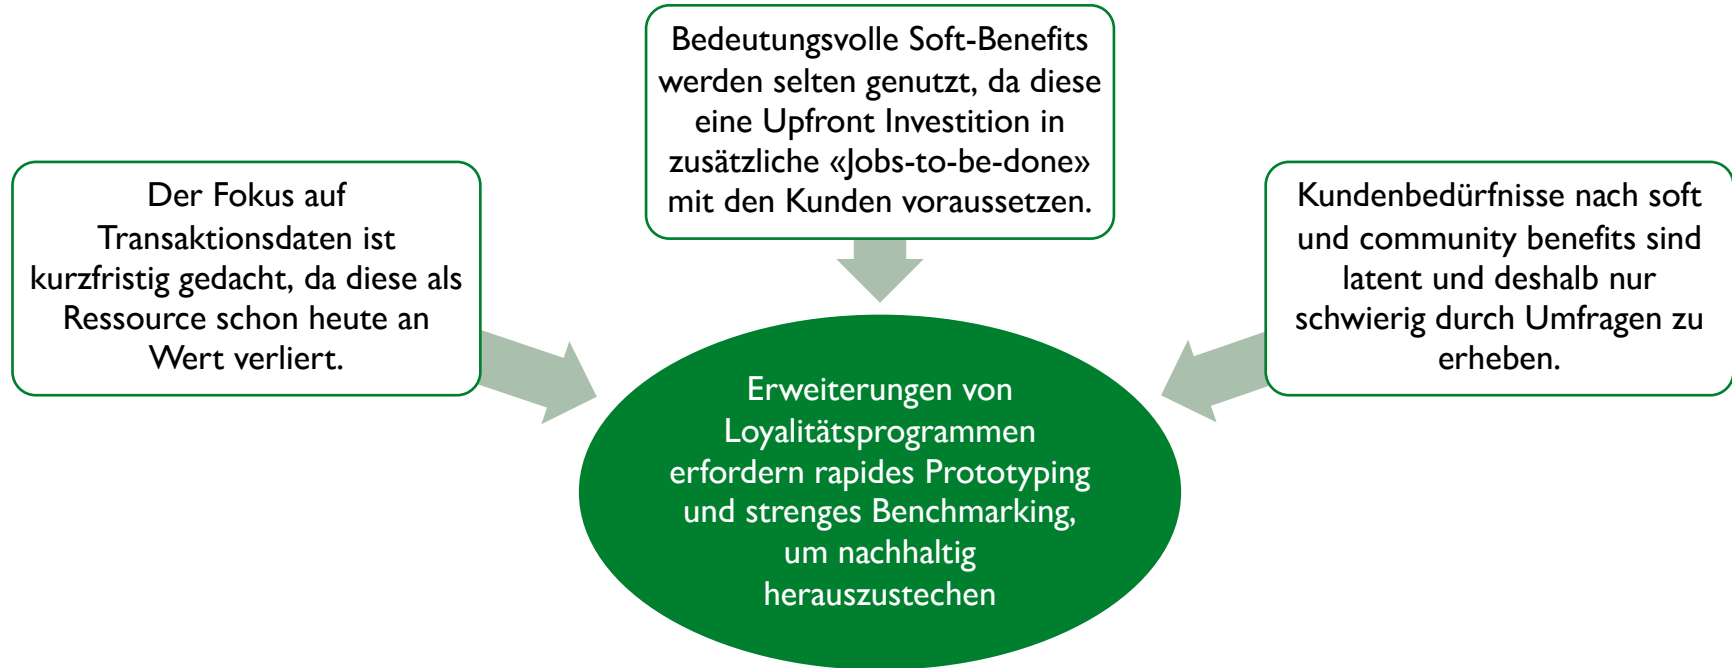 Bedeutungsvolle Soft-Benefits
werden selten genutzt, da diese
eine Upfront Investition in
zusätzliche «Jobs-to-be-done»
mit den Kunden voraussetzen.
Der Fokus auf
Transaktionsdaten ist
kurzfristig gedacht, da diese als
Ressource schon heute an
Wert verliert.
Kundenbedürfnisse nach soft
und community benefits sind
latent und deshalb nur
schwierig durch Umfragen zu
erheben.
Erweiterungen von
Loyalitätsprogrammen
erfordern rapides Prototyping
und strenges Benchmarking,
um nachhaltig
herauszustechen